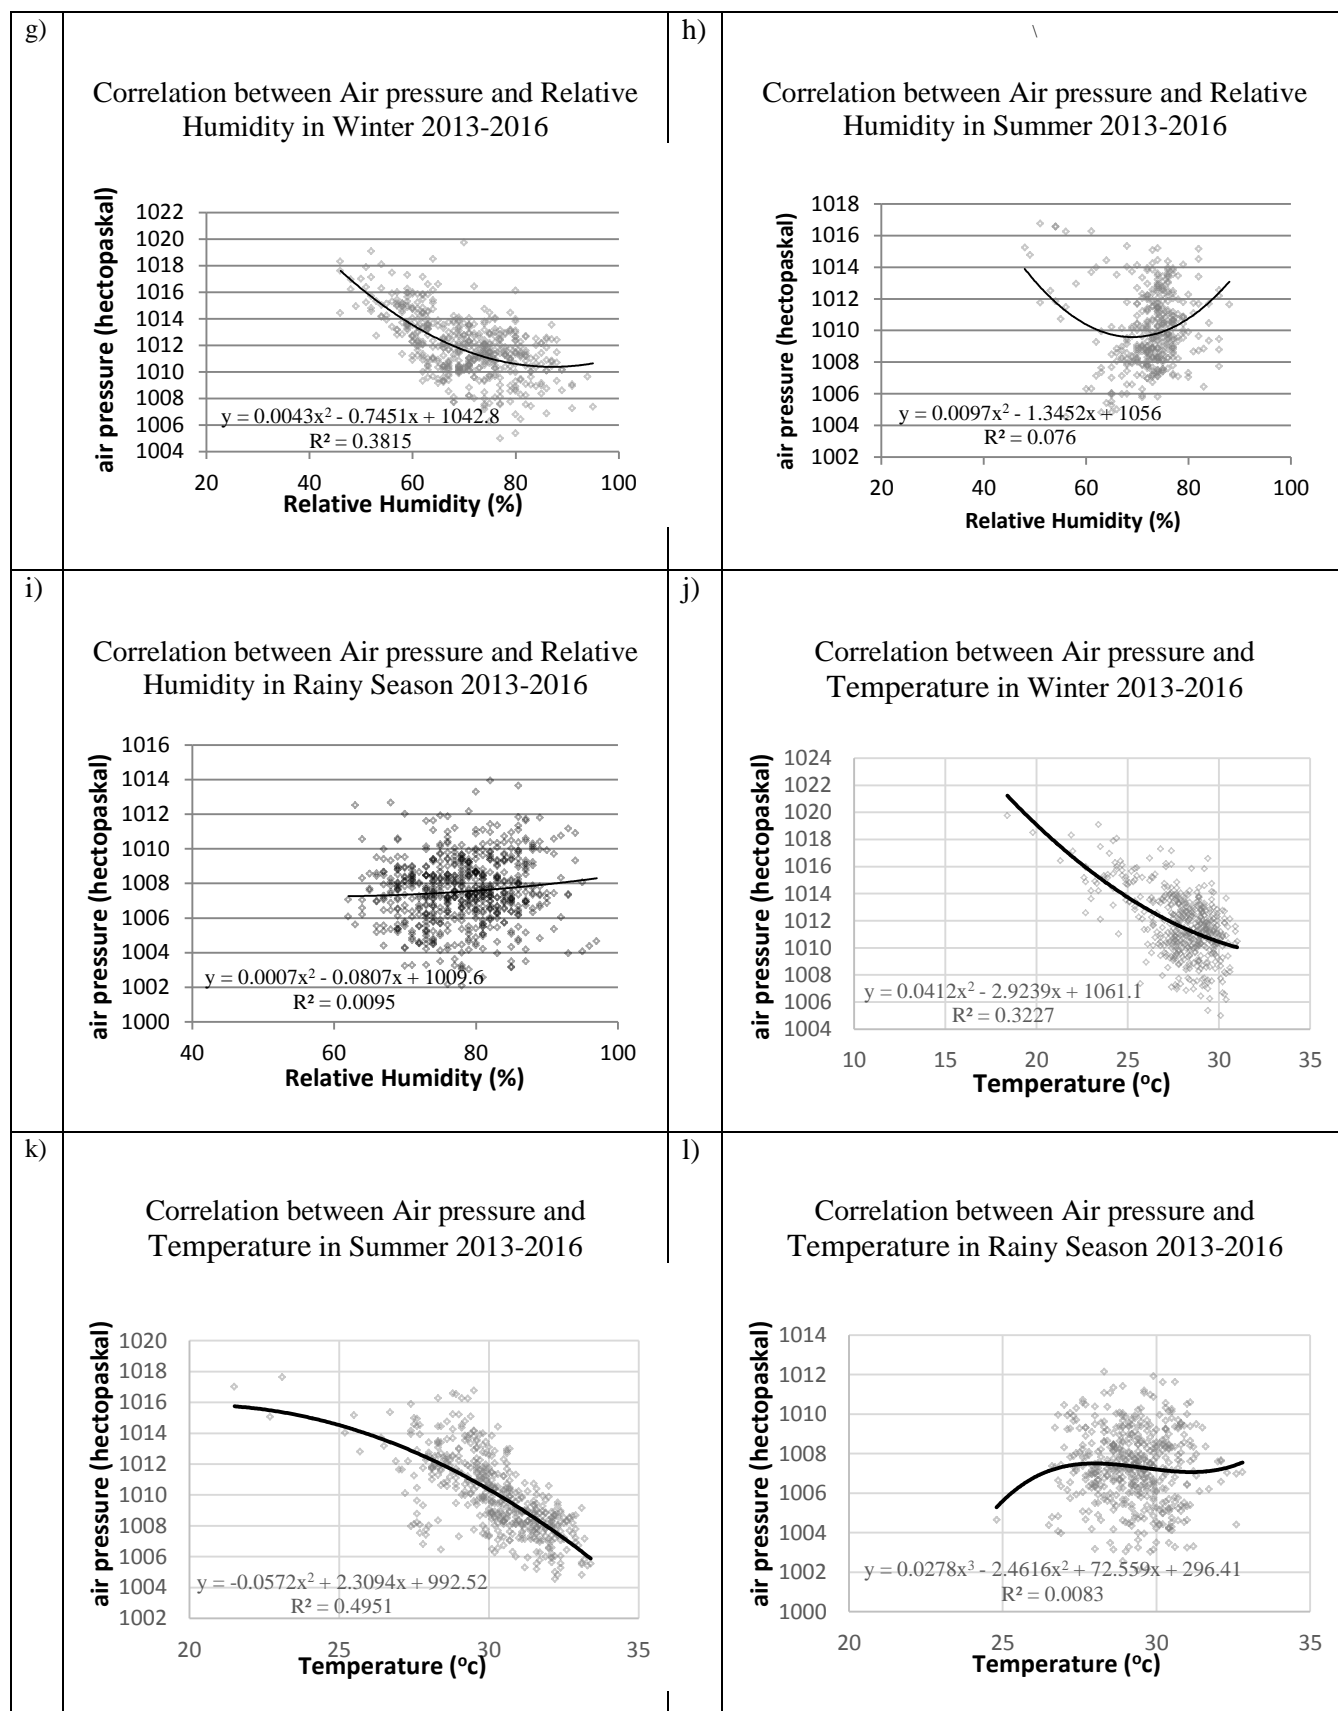 g)
Correlation between Air pressure and Relative
Humidity in Winter 2013-2016
air pressure (hectopaskal)
1022
1020
1018
1016
1014
1012
1010
1008
1006
1004
y = 0.0043x² - 0.7451x + 1042.8
R² = 0.3815
20 40 60 80 100
Relative Humidity (%)
h)
\
Correlation between Air pressure and Relative
Humidity in Summer 2013-2016
air pressure (hectopaskal)
1018
1016
1014
1012
1010
1008
1006
1004
1002
y = 0.0097x² - 1.3452x + 1056
R² = 0.076
20 40 60 80 100
Relative Humidity (%)
i)
Correlation between Air pressure and Relative
Humidity in Rainy Season 2013-2016
air pressure (hectopaskal)
1016
1014
1012
1010
1008
1006
1004
1002
1000
y = 0.0007x² - 0.0807x + 1009.6
R² = 0.0095
40 60 80 100
Relative Humidity (%)
j)
Correlation between Air pressure and
Temperature in Winter 2013-2016
air pressure (hectopaskal)
1024
1022
1020
1018
1016
1014
1012
1010
1008
1006
1004
y = 0.0412x² - 2.9239x + 1061.1
R² = 0.3227
10 15 20 25 30 35
Temperature (ºc)
k)
Correlation between Air pressure and
Temperature in Summer 2013-2016
air pressure (hectopaskal)
1020
1018
1016
1014
1012
1010
1008
1006
1004
1002
y = -0.0572x² + 2.3094x + 992.52
R² = 0.4951
20 25 30 35
Temperature (ºc)
l)
Correlation between Air pressure and
Temperature in Rainy Season 2013-2016
air pressure (hectopaskal)
1014
1012
1010
1008
1006
1004
1002
1000
y = 0.0278x³ - 2.4616x² + 72.559x + 296.41
R² = 0.0083
20 25 30 35
Temperature (ºc)